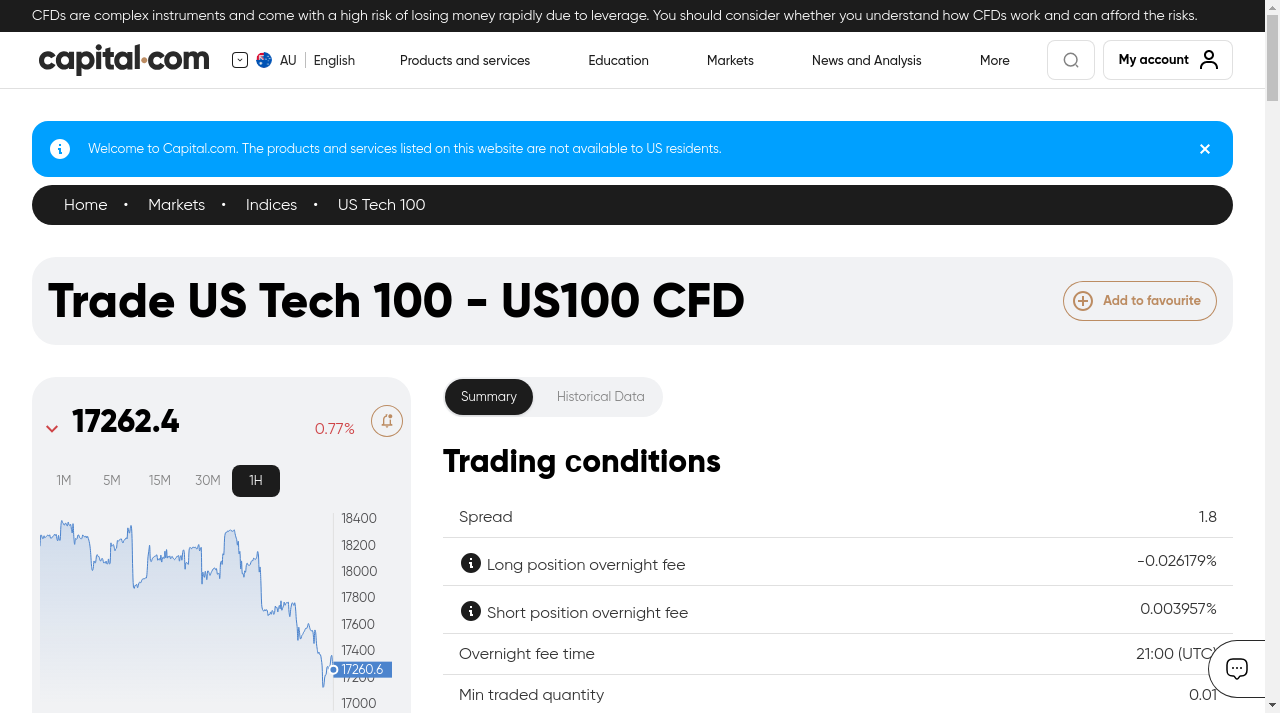 CFDs are complex instruments and come with a high risk of losing money rapidly due to leverage. You should consider whether you understand how CFDs work and can afford the risks.
capital.com
AU English
Products and services
Education
Markets
News and Analysis
More
My account
Welcome to Capital.com. The products and services listed on this website are not available to US residents.
Home • Markets • Indices • US Tech 100
Trade US Tech 100 - US100 CFD
Add to favourite
17262.4
0.77%
1M 5M 15M 30M 1H
18400
18200
18000
17800
17600
17400
17260.6
17200
17000
Summary
Historical Data
Trading conditions
Spread 1.8
Long position overnight fee -0.026179%
Short position overnight fee 0.003957%
Overnight fee time 21:00 (UTC)
Min traded quantity 0.01